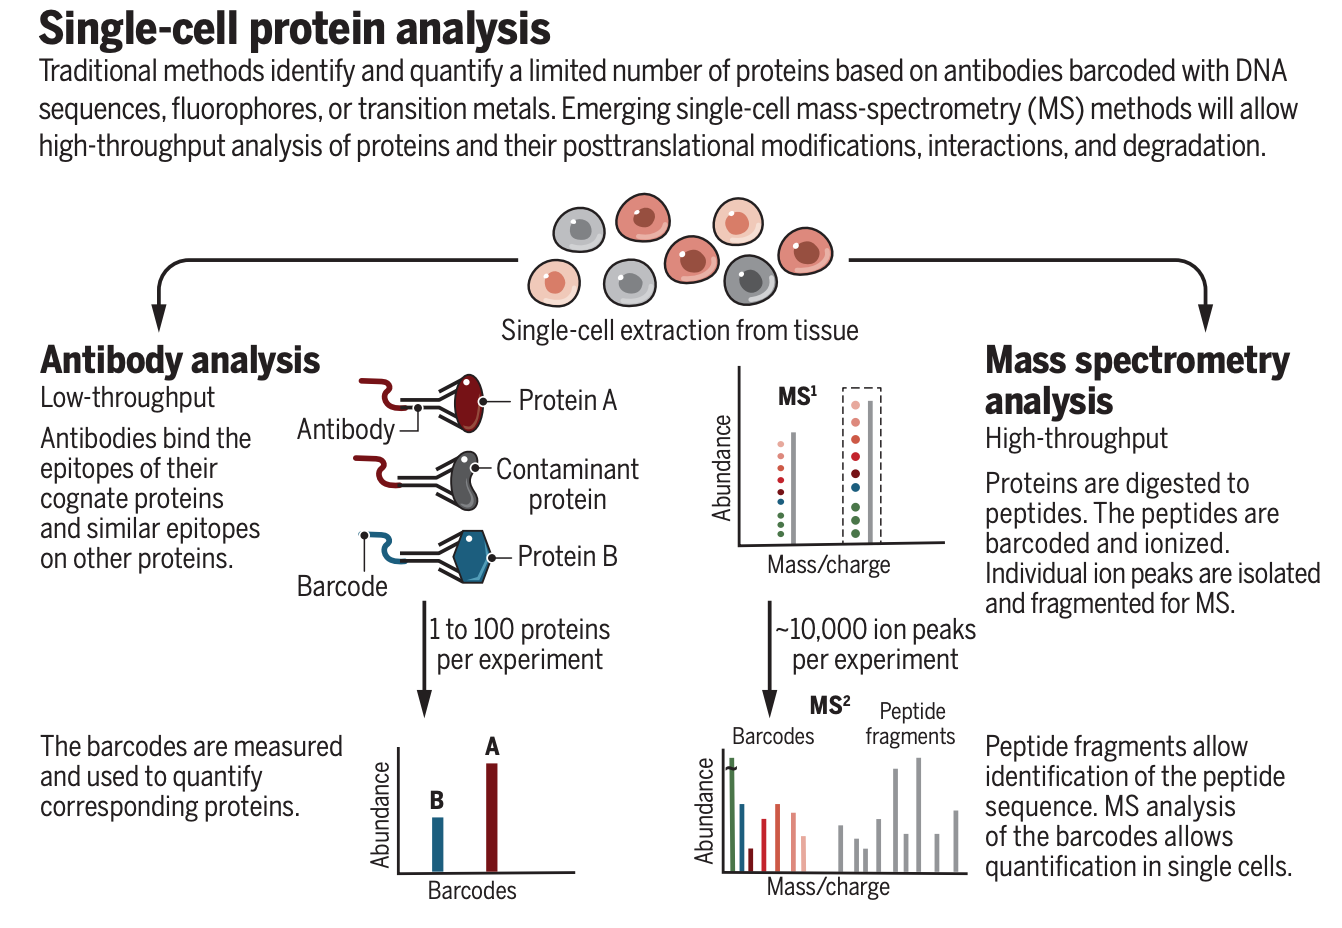 Single-cell protein analysis
Traditional methods identify and quantify a limited number of proteins based on antibodies barcoded with DNA
sequences, fluorophores, or transition metals. Emerging single-cell mass-spectrometry (MS) methods will allow
high-throughput analysis of proteins and their posttranslational modifications, interactions, and degradation.
Single-cell extraction from tissue
Antibody analysis
Low-throughput
Antibodies bind the
epitopes of their
cognate proteins
and similar epitopes
on other proteins.
Protein A
Antibody
Contaminant
protein
Protein B
Barcode
1 to 100 proteins
per experiment
The barcodes are measured
and used to quantify
corresponding proteins.
Abundance
B
A
Barcodes
Mass spectrometry
analysis
High-throughput
Proteins are digested to
peptides. The peptides are
barcoded and ionized.
Individual ion peaks are isolated
and fragmented for MS.
MS¹
Abundance
Mass/charge
~10,000 ion peaks
per experiment
MS²
Barcodes
Peptide
fragments
~
Abundance
Mass/charge
Peptide fragments allow
identification of the peptide
sequence. MS analysis
of the barcodes allows
quantification in single cells.